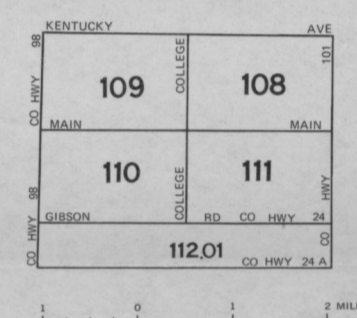 KENTUCKY AVE
CO HWY 98
COLLEGE
101
109
108
MAIN MAIN
110
111
CO HWY 98
COLLEGE
CO HWY
GIBSON RD CO HWY 24
112.01
CO HWY 24 A
1 0 1 2 MIL